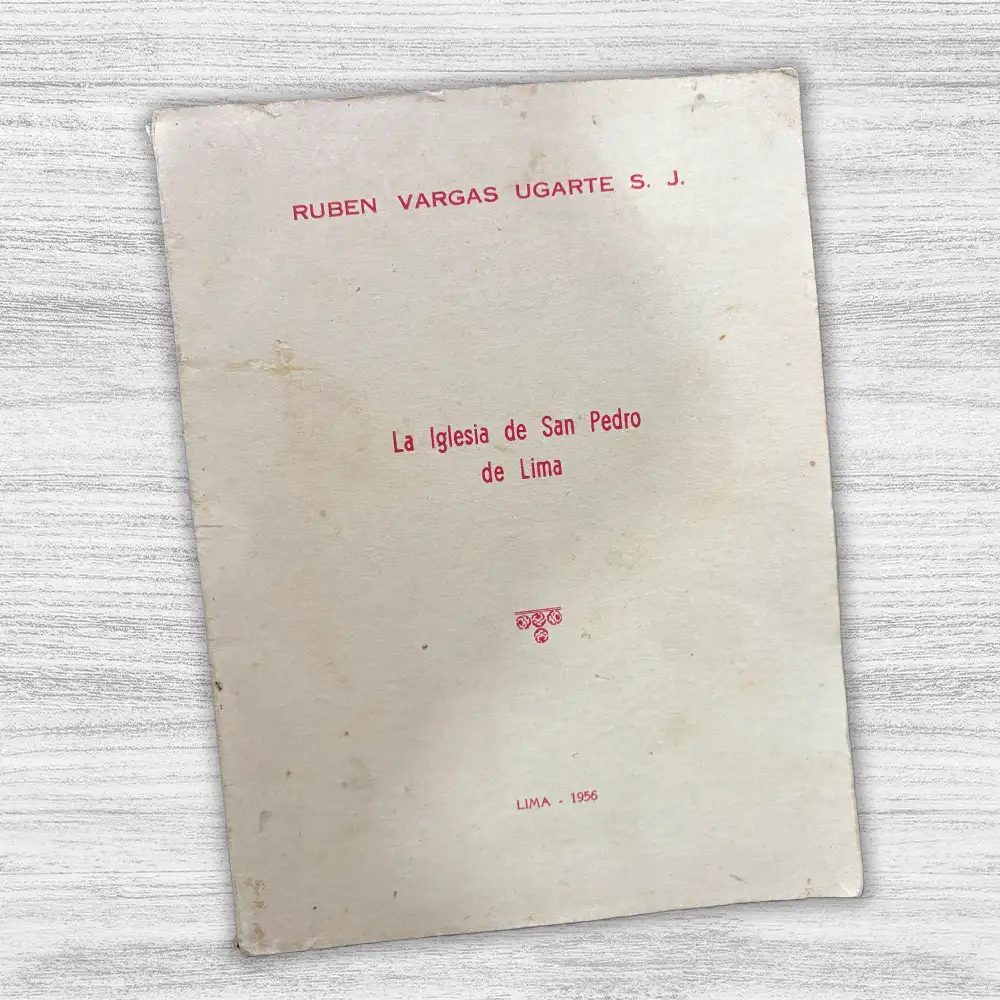 RUBEN VARGAS UGARTE S. J.
La Iglesia de San Pedro
de Lima
LIMA - 1956